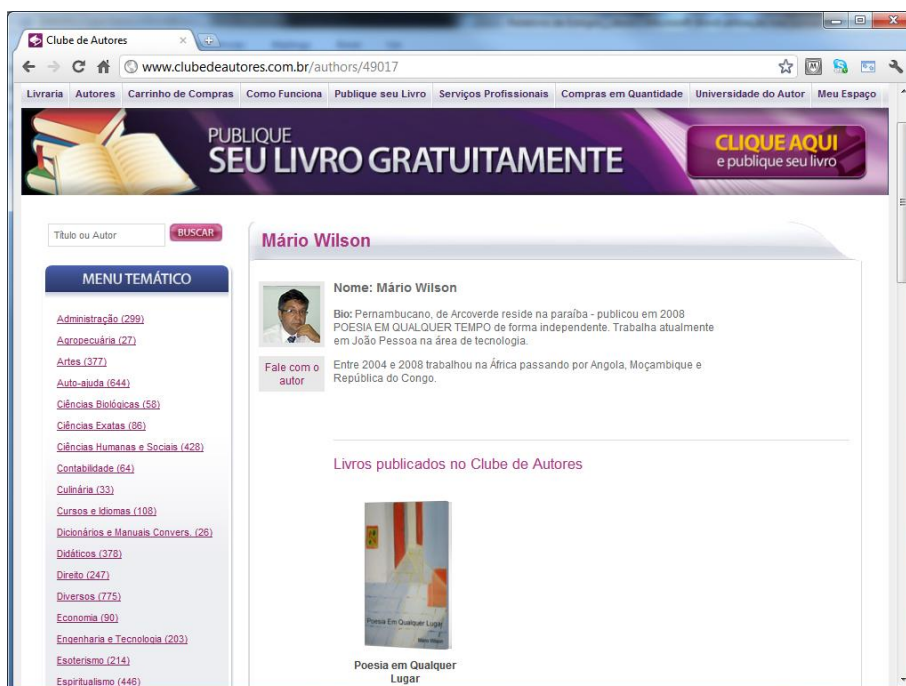 Clube de Autores
www.clubedeautores.com.br/authors/49017
Livraria Autores Carrinho de Compras Como Funciona Publique seu Livro Serviços Profissionais Compras em Quantidade Universidade do Autor Meu Espaço
PUBLIQUE
SEU LIVRO GRATUITAMENTE
CLIQUE AQUI
e publique seu livro
Título ou Autor
BUSCAR
MENU TEMÁTICO
Administração (299)
Agropecuária (27)
Artes (377)
Auto-ajuda (644)
Ciências Biológicas (58)
Ciências Exatas (86)
Ciências Humanas e Sociais (428)
Contabilidade (64)
Culinária (33)
Cursos e Idiomas (108)
Dicionários e Manuais Convers. (26)
Didáticos (378)
Direito (247)
Diversos (775)
Economia (90)
Engenharia e Tecnologia (203)
Esoterismo (214)
Espiritualismo (446)
Mário Wilson
Nome: Mário Wilson
Bio: Pernambucano, de Arcoverde reside na paraíba - publicou em 2008
POESIA EM QUALQUER TEMPO de forma independente. Trabalha atualmente
em João Pessoa na área de tecnologia.
Entre 2004 e 2008 trabalhou na África passando por Angola, Moçambique e
República do Congo.
Fale com o
autor
Livros publicados no Clube de Autores
Poesia Em Qualquer Lugar
Mário Wilson
Poesia em Qualquer
Lugar